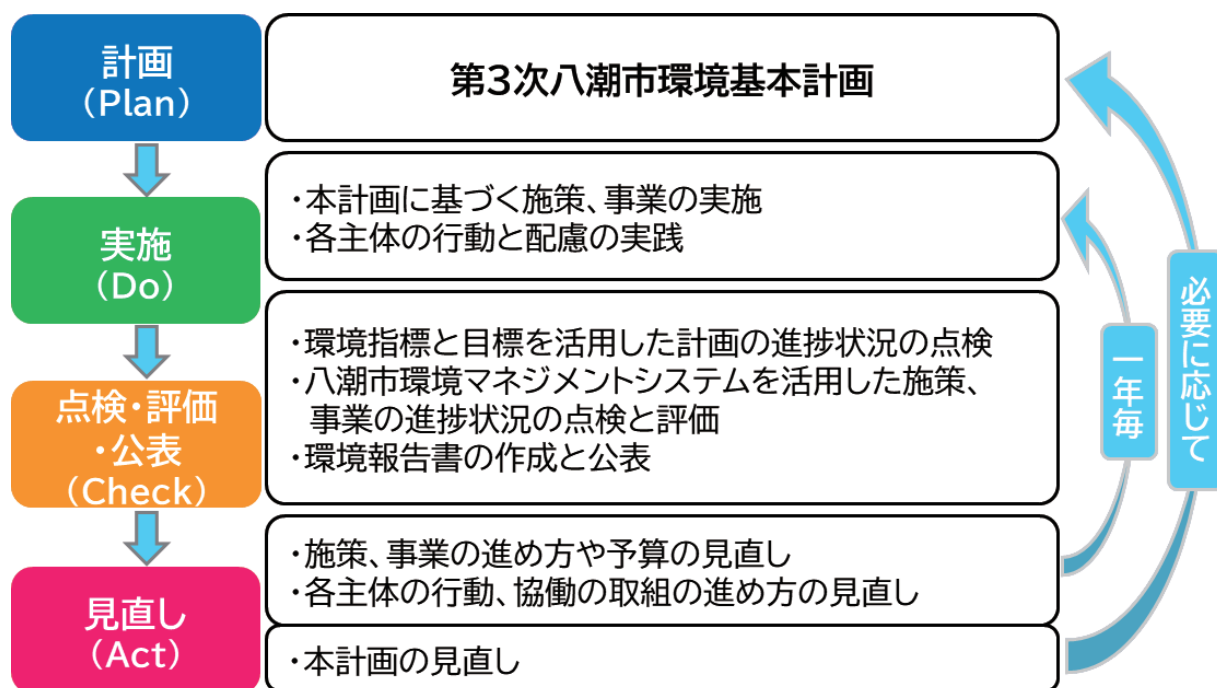 計画
(Plan)
第3次八潮市環境基本計画
実施
(Do)
・本計画に基づく施策、事業の実施
・各主体の行動と配慮の実践
点検・評価
・公表
(Check)
・環境指標と目標を活用した計画の進捗状況の点検
・八潮市環境マネジメントシステムを活用した施策、
事業の進捗状況の点検と評価
・環境報告書の作成と公表
見直し
(Act)
・施策、事業の進め方や予算の見直し
・各主体の行動、協働の取組の進め方の見直し
・本計画の見直し
一年毎
必要に応じて